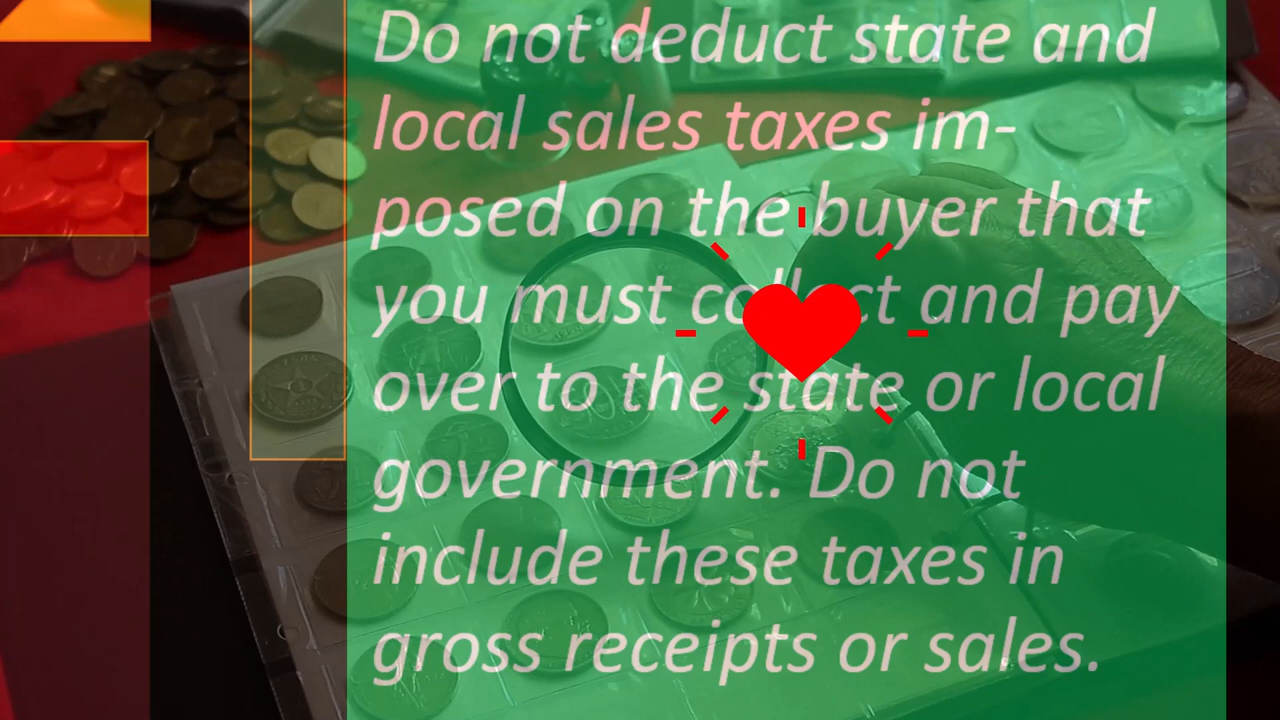 Do not deduct state and
local sales taxes im-
posed on the buyer that
you must collect and pay
over to the state or local
government. Do not
include these taxes in
gross receipts or sales.